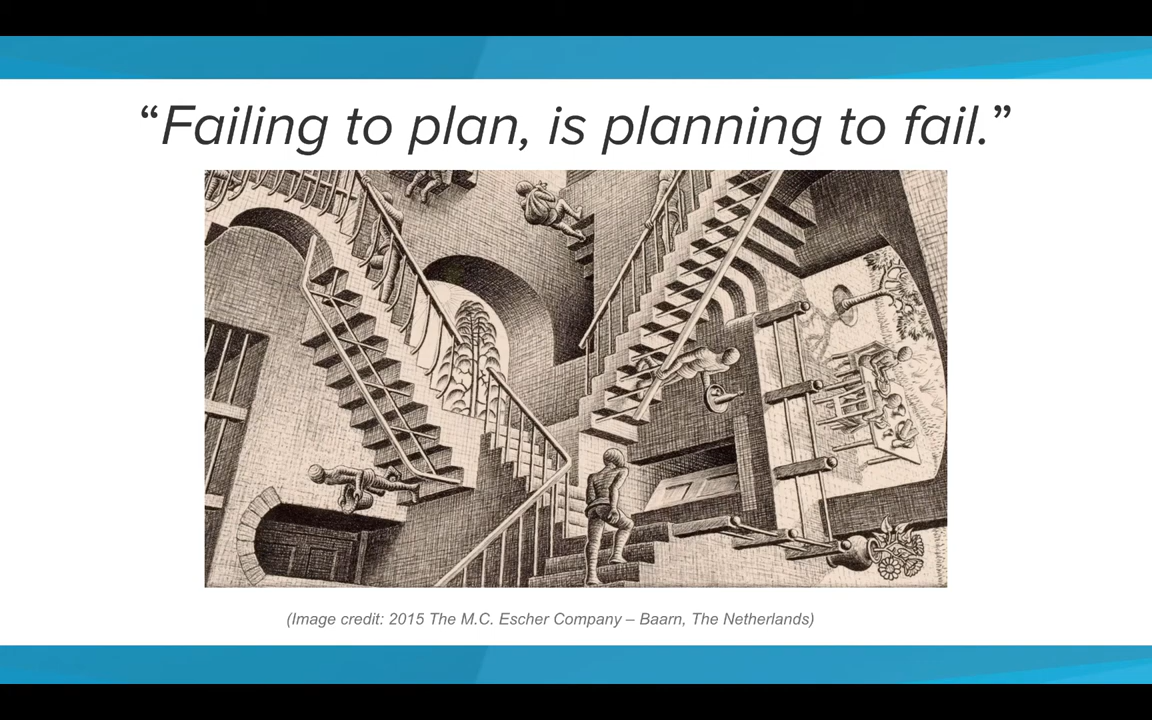 “Failing to plan, is planning to fail.”
(Image credit: 2015 The M.C. Escher Company – Baarn, The Netherlands)